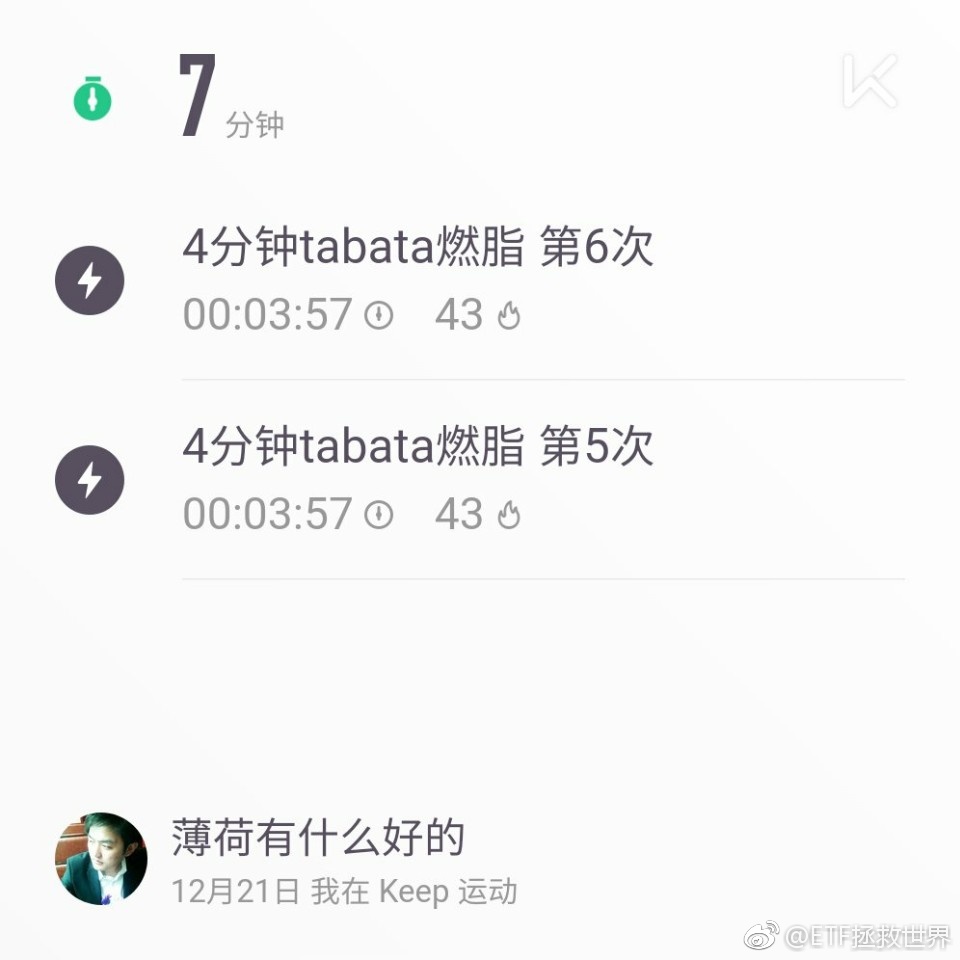 7 分钟
4分钟tabata燃脂 第6次
00:03:57 43
4分钟tabata燃脂 第5次
00:03:57 43
薄荷有什么好的
12月21日 我在 Keep 运动
@ETF拯救世界